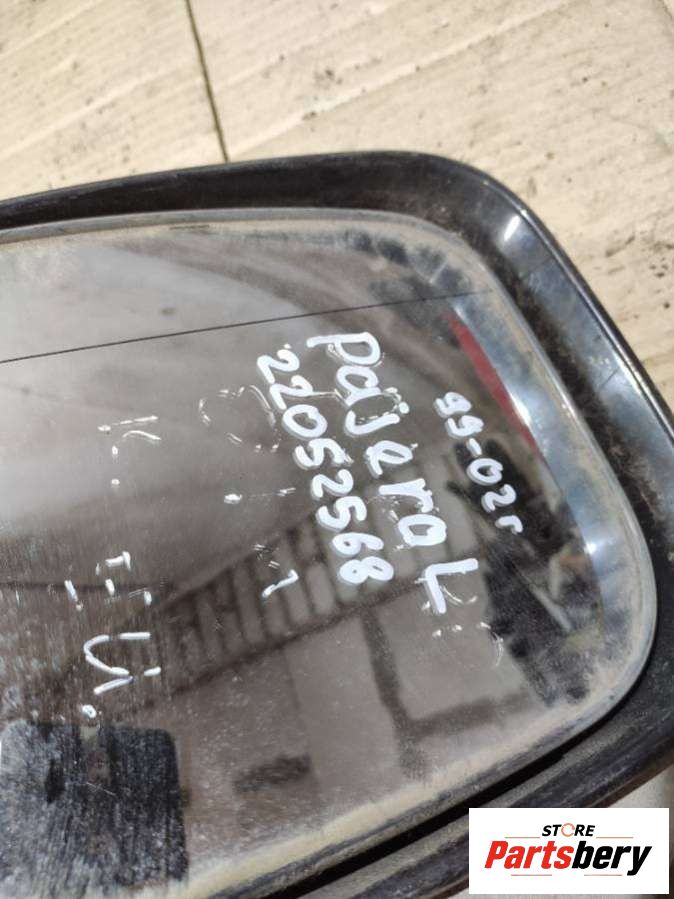 99-02г
Pajero L
22052568
STORE
Partsbery